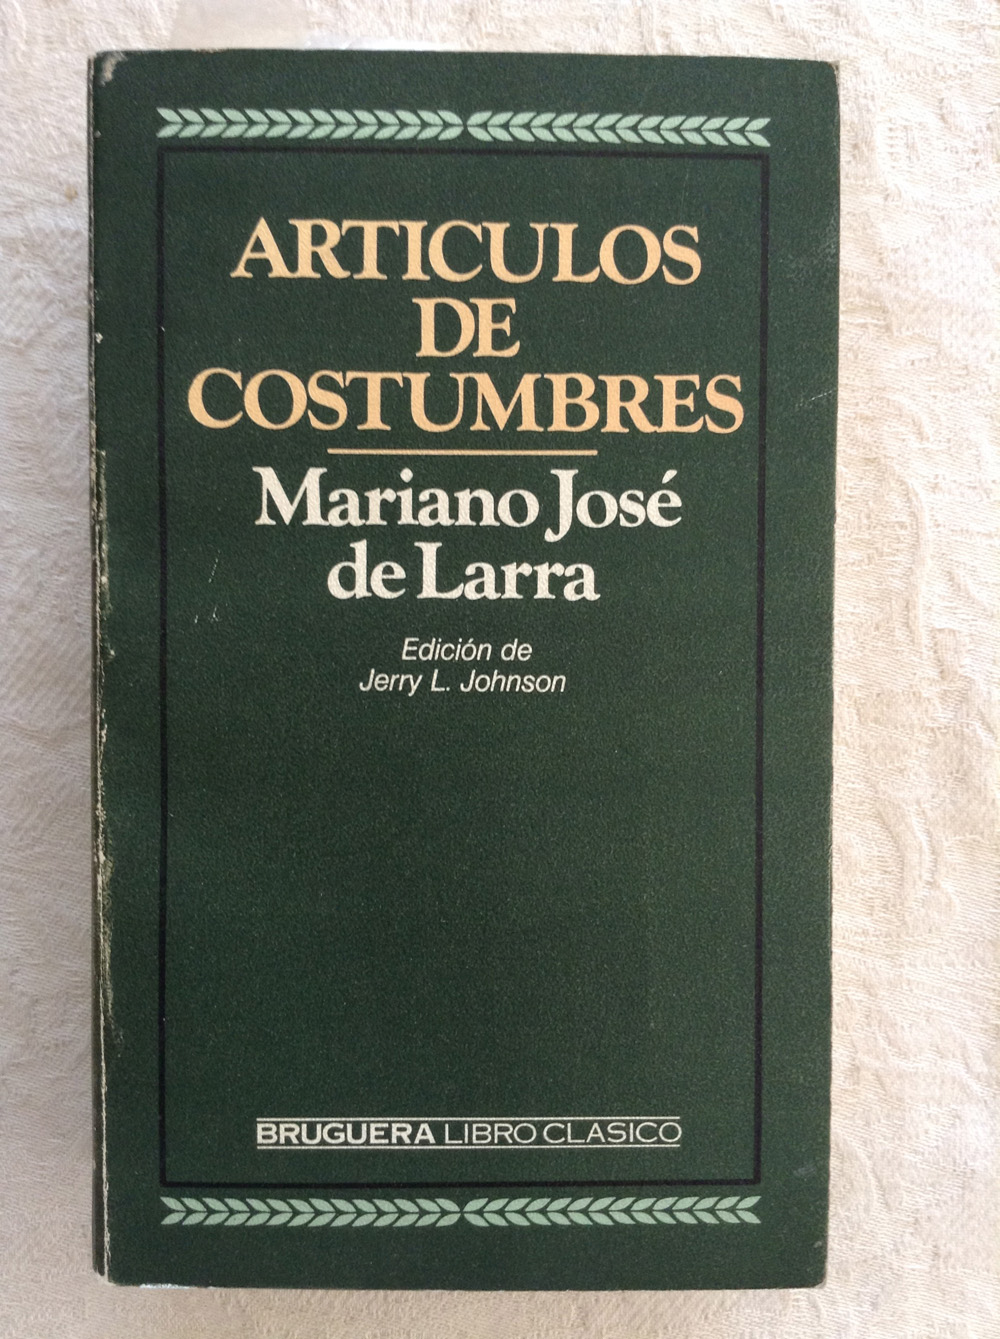 ARTICULOS
DE
COSTUMBRES
Mariano José
de Larra
Edición de
Jerry L. Johnson
BRUGUERA LIBRO CLASICO